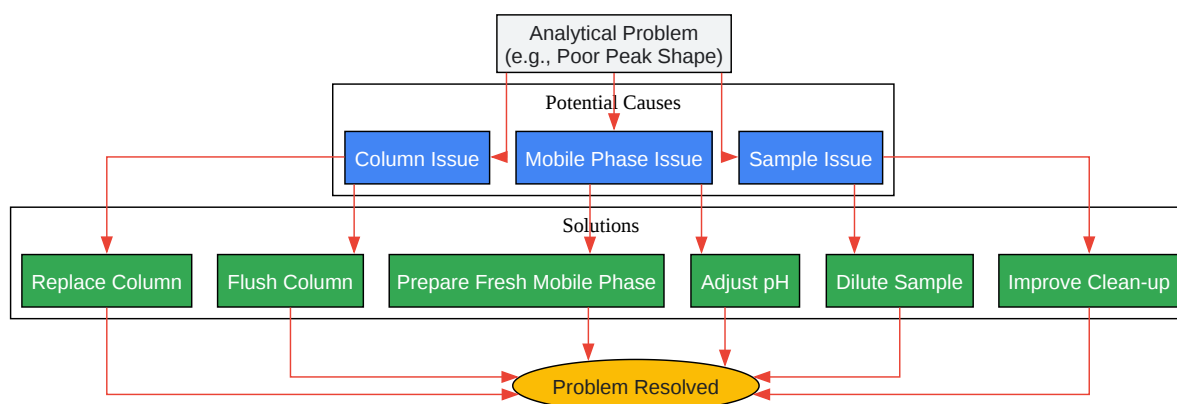 Analytical Problem
(e.g., Poor Peak Shape)
Potential Causes
Column Issue
Mobile Phase Issue
Sample Issue
Solutions
Replace Column
Flush Column
Prepare Fresh Mobile Phase
Adjust pH
Dilute Sample
Improve Clean-up
Problem Resolved